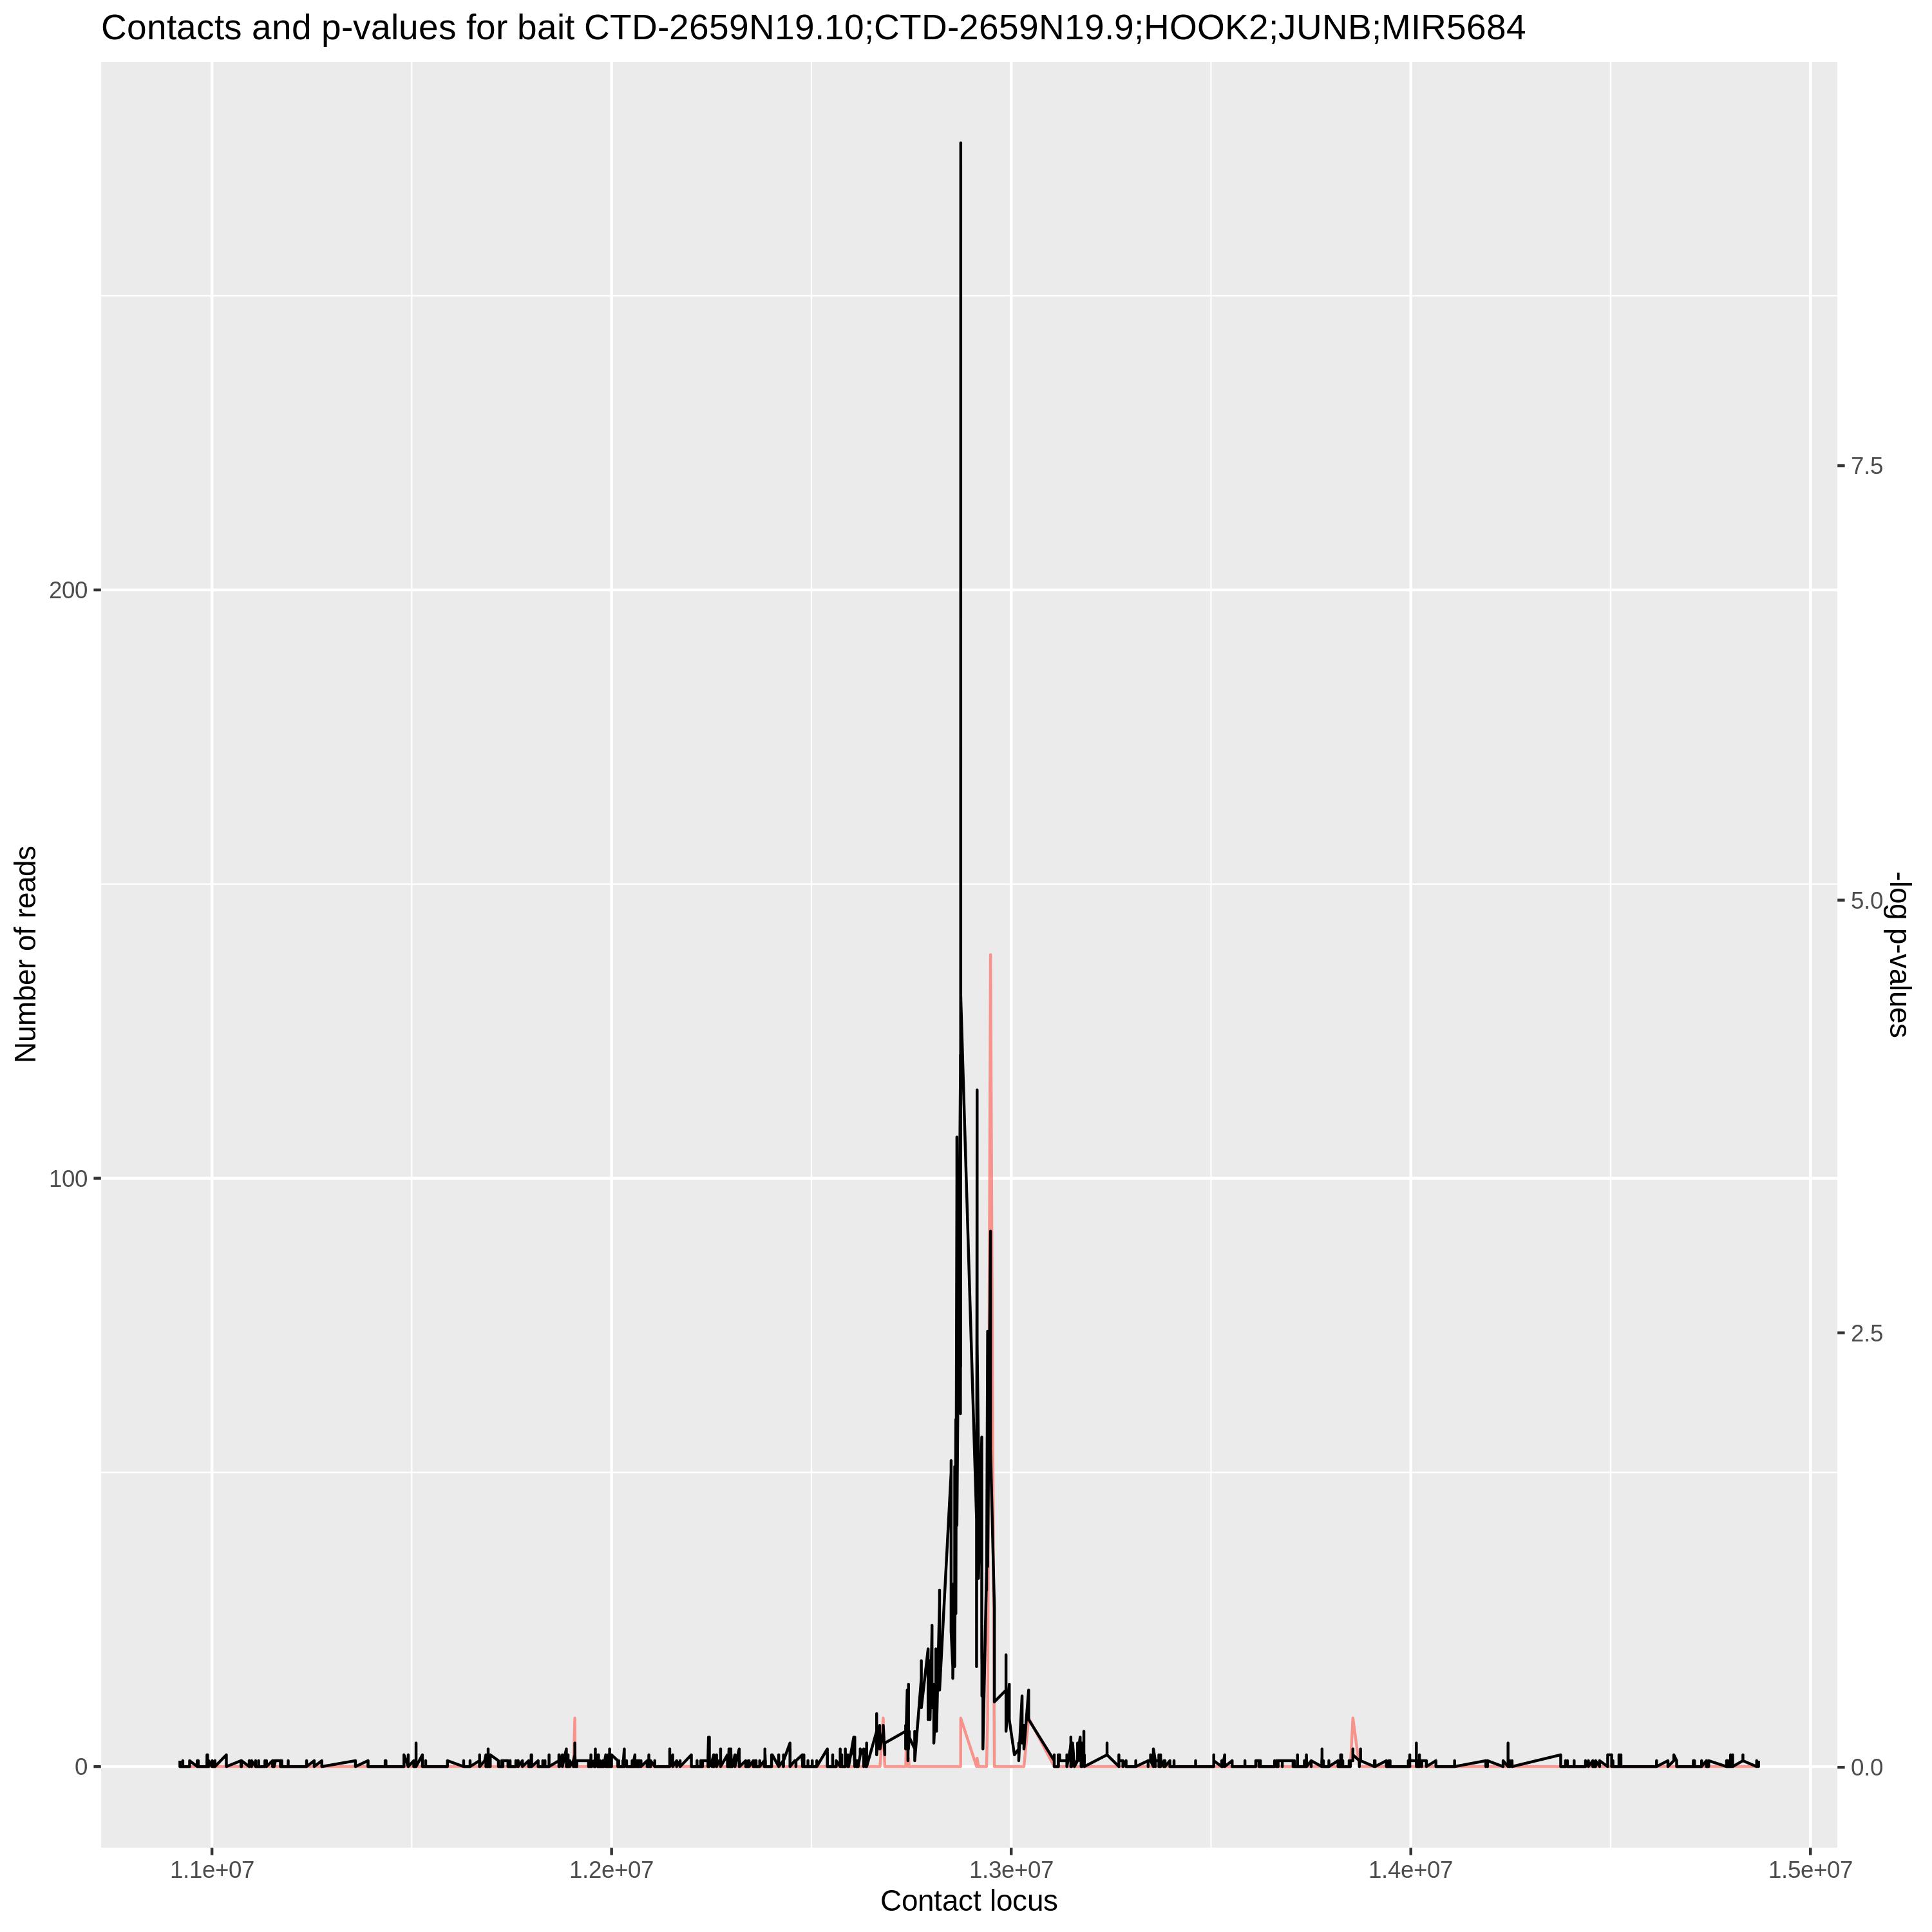 Contacts and p-values for bait CTD-2659N19.10;CTD-2659N19.9;HOOK2;JUNB;MIR5684
Number of reads
200
100
0
7.5
5.0
2.5
0.0
-log p-values
1.1e+07
1.2e+07
1.3e+07
1.4e+07
1.5e+07
Contact locus